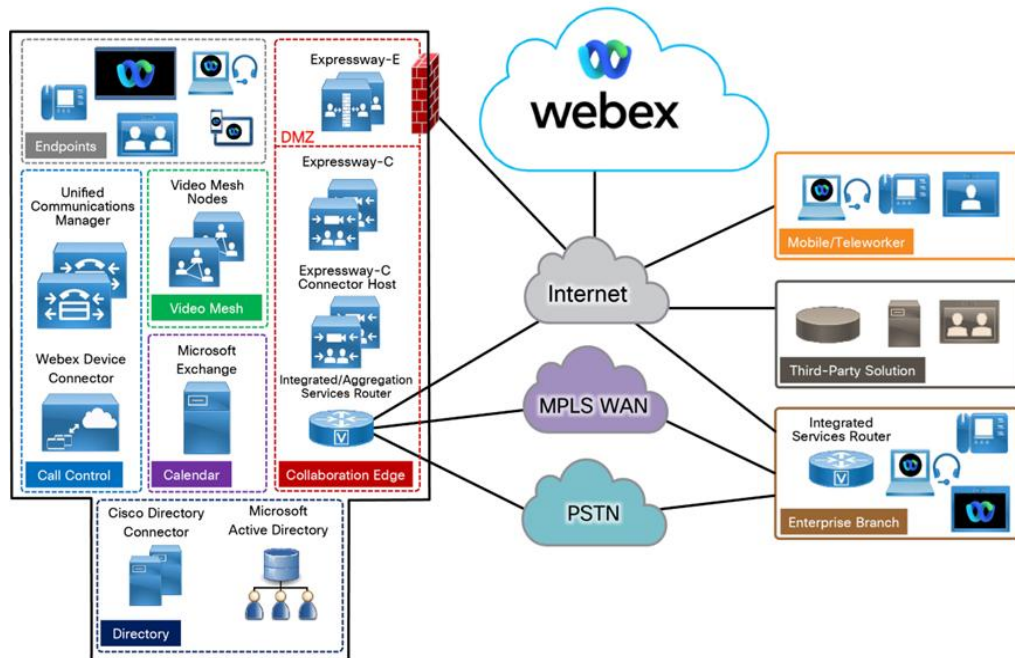 Expressway-E
webex
Endpoints
DMZ
Unified
Communications
Manager
Video Mesh
Nodes
Expressway-C
Mobile/Teleworker
Expressway-C
Connector Host
Internet
Video Mesh
Webex Device
Connector
Microsoft
Exchange
Integrated/Aggregation
Services Router
Third-Party Solution
MPLS WAN
V
Call Control
Calendar
Collaboration Edge
Integrated
Services Router
V
PSTN
Enterprise Branch
Cisco Directory
Connector
Microsoft
Active Directory
Directory